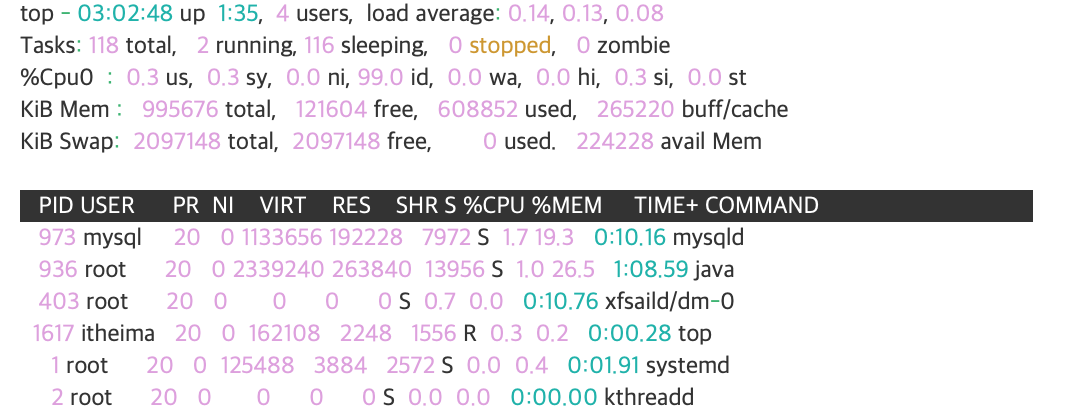 top - 03:02:48 up 1:35, 4 users, load average: 0.14, 0.13, 0.08
Tasks: 118 total, 2 running, 116 sleeping, 0 stopped, 0 zombie
%Cpu0 : 0.3 us, 0.3 sy, 0.0 ni, 99.0 id, 0.0 wa, 0.0 hi, 0.3 si, 0.0 st
KiB Mem : 995676 total, 121604 free, 608852 used, 265220 buff/cache
KiB Swap: 2097148 total, 2097148 free, 0 used. 224228 avail Mem
PID USER PR NI VIRT RES SHR S %CPU %MEM TIME+ COMMAND
973 mysql 20 0 1133656 192228 7972 S 1.7 19.3 0:10.16 mysqld
936 root 20 0 2339240 263840 13956 S 1.0 26.5 1:08.59 java
403 root 20 0 0 0 0 S 0.7 0.0 0:10.76 xfsaild/dm-0
1617 itheima 20 0 162108 2248 1556 R 0.3 0.2 0:00.28 top
1 root 20 0 125488 3884 2572 S 0.0 0.4 0:01.91 systemd
2 root 20 0 0 0 0 S 0.0 0.0 0:00.00 kthreadd